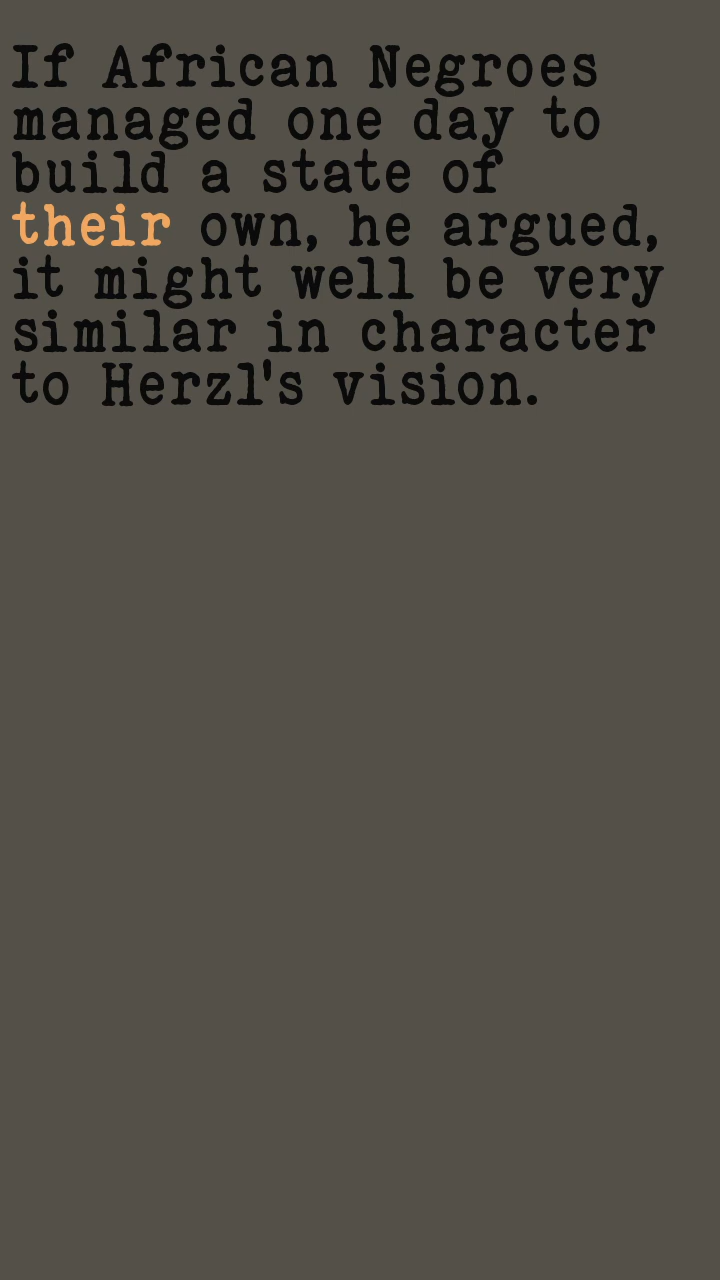 If African Negroes
managed one day to
build a state of
their own, he argued,
it might well be very
similar in character
to Herzl's vision.